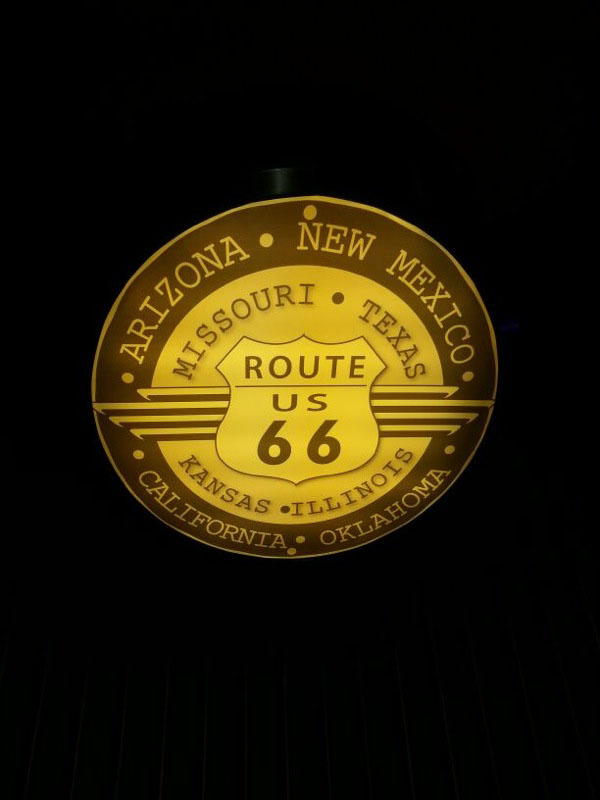 ARIZONA • NEW MEXICO
MISSOURI • TEXAS
ROUTE
US
66
KANSAS • ILLINOIS
CALIFORNIA • OKLAHOMA